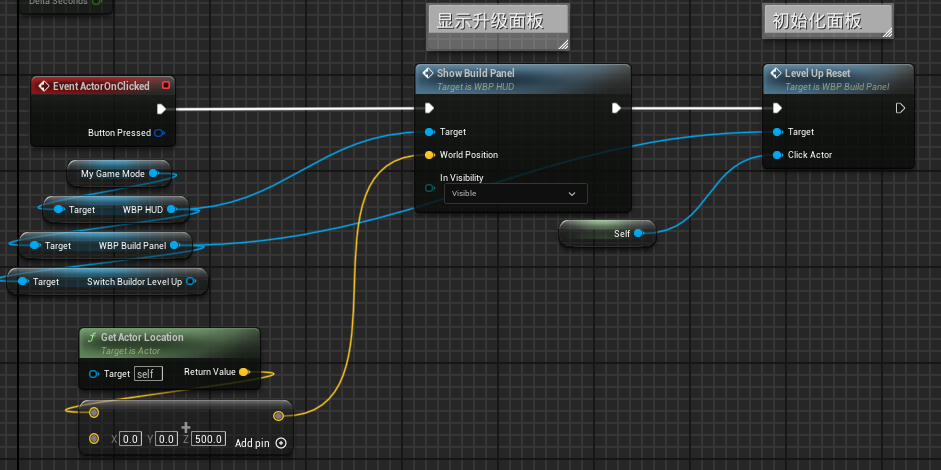 Delta Seconds
显示升级面板
初始化面板
Event ActorOnClicked
Button Pressed
Show Build Panel
Target is WBP HUD
Target
World Position
In Visibility
Visible
Level Up Reset
Target is WBP Build Panel
Target
Click Actor
My Game Mode
Target WBP HUD
Target WBP Build Panel
Target Switch Buildor Level Up
Self
f Get Actor Location
Target is Actor
Target self Return Value
+
X 0.0 Y 0.0 Z 500.0 Add pin